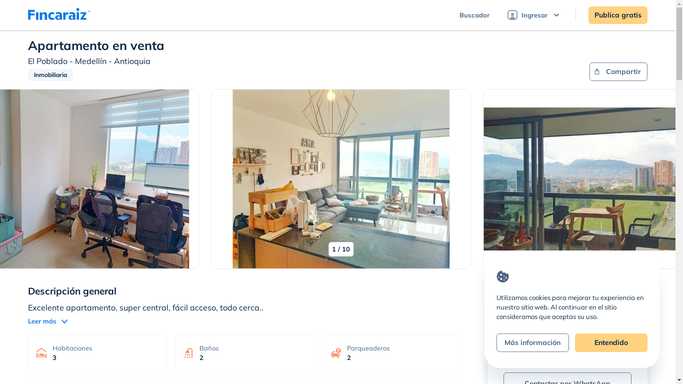 Fincaraiz
Buscador
Ingresar
Publica gratis
Apartamento en venta
El Poblado - Medellín - Antioquia
Inmobiliaria
Compartir
1 / 10
Descripción general
Excelente apartamento, super central, fácil acceso, todo cerca..
Leer más
Habitaciones
3
Baños
2
Parqueaderos
2
Utilizamos cookies para mejorar tu experiencia en
nuestro sitio web. Al continuar en el sitio
consideramos que aceptas su uso.
Más información
Entendido
Contactar por WhatsApp